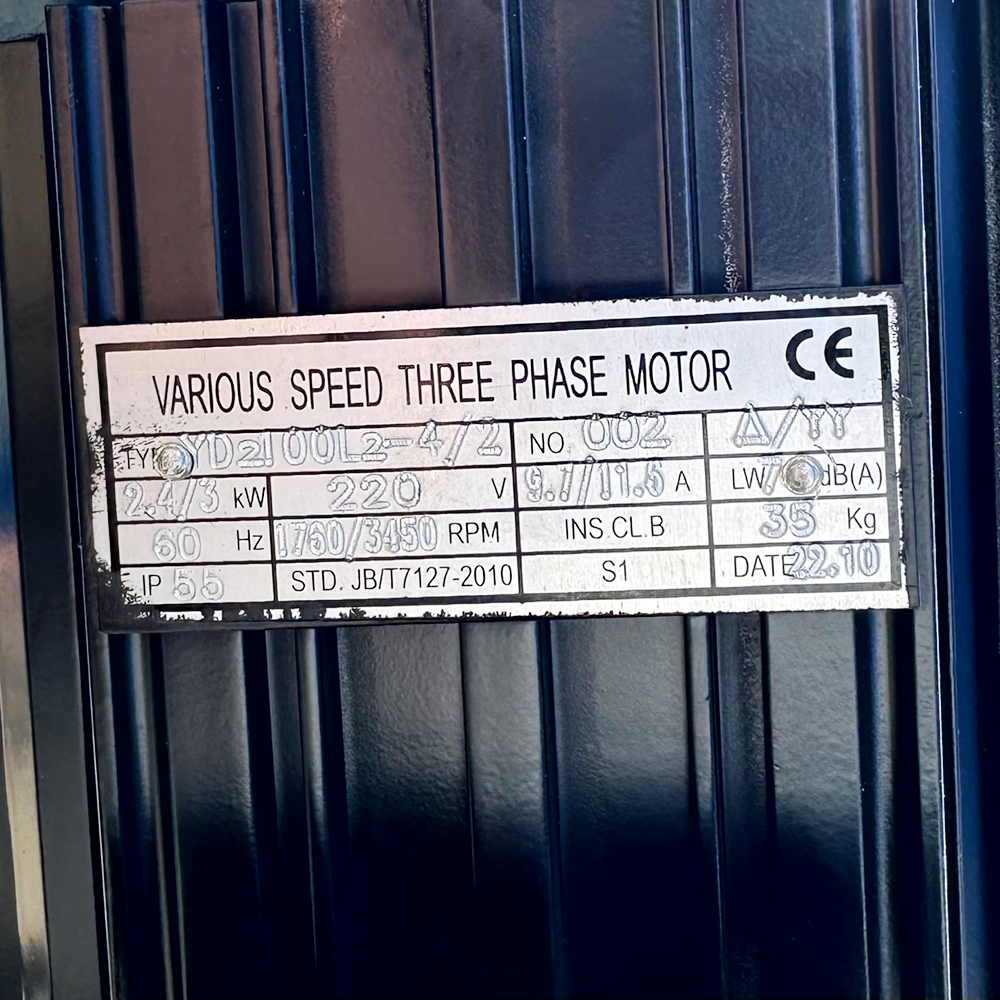 CE
VARIOUS SPEED THREE PHASE MOTOR
YD2100L2-4/2 NO. 002 Δ/YY
2.4/3 kW 220 V 9.7/11.5 A LW dB(A)
60 Hz 1760/3450 RPM INS.CL.B 35 Kg
IP 55 STD. JB/T7127-2010 S1 DATE 22.10